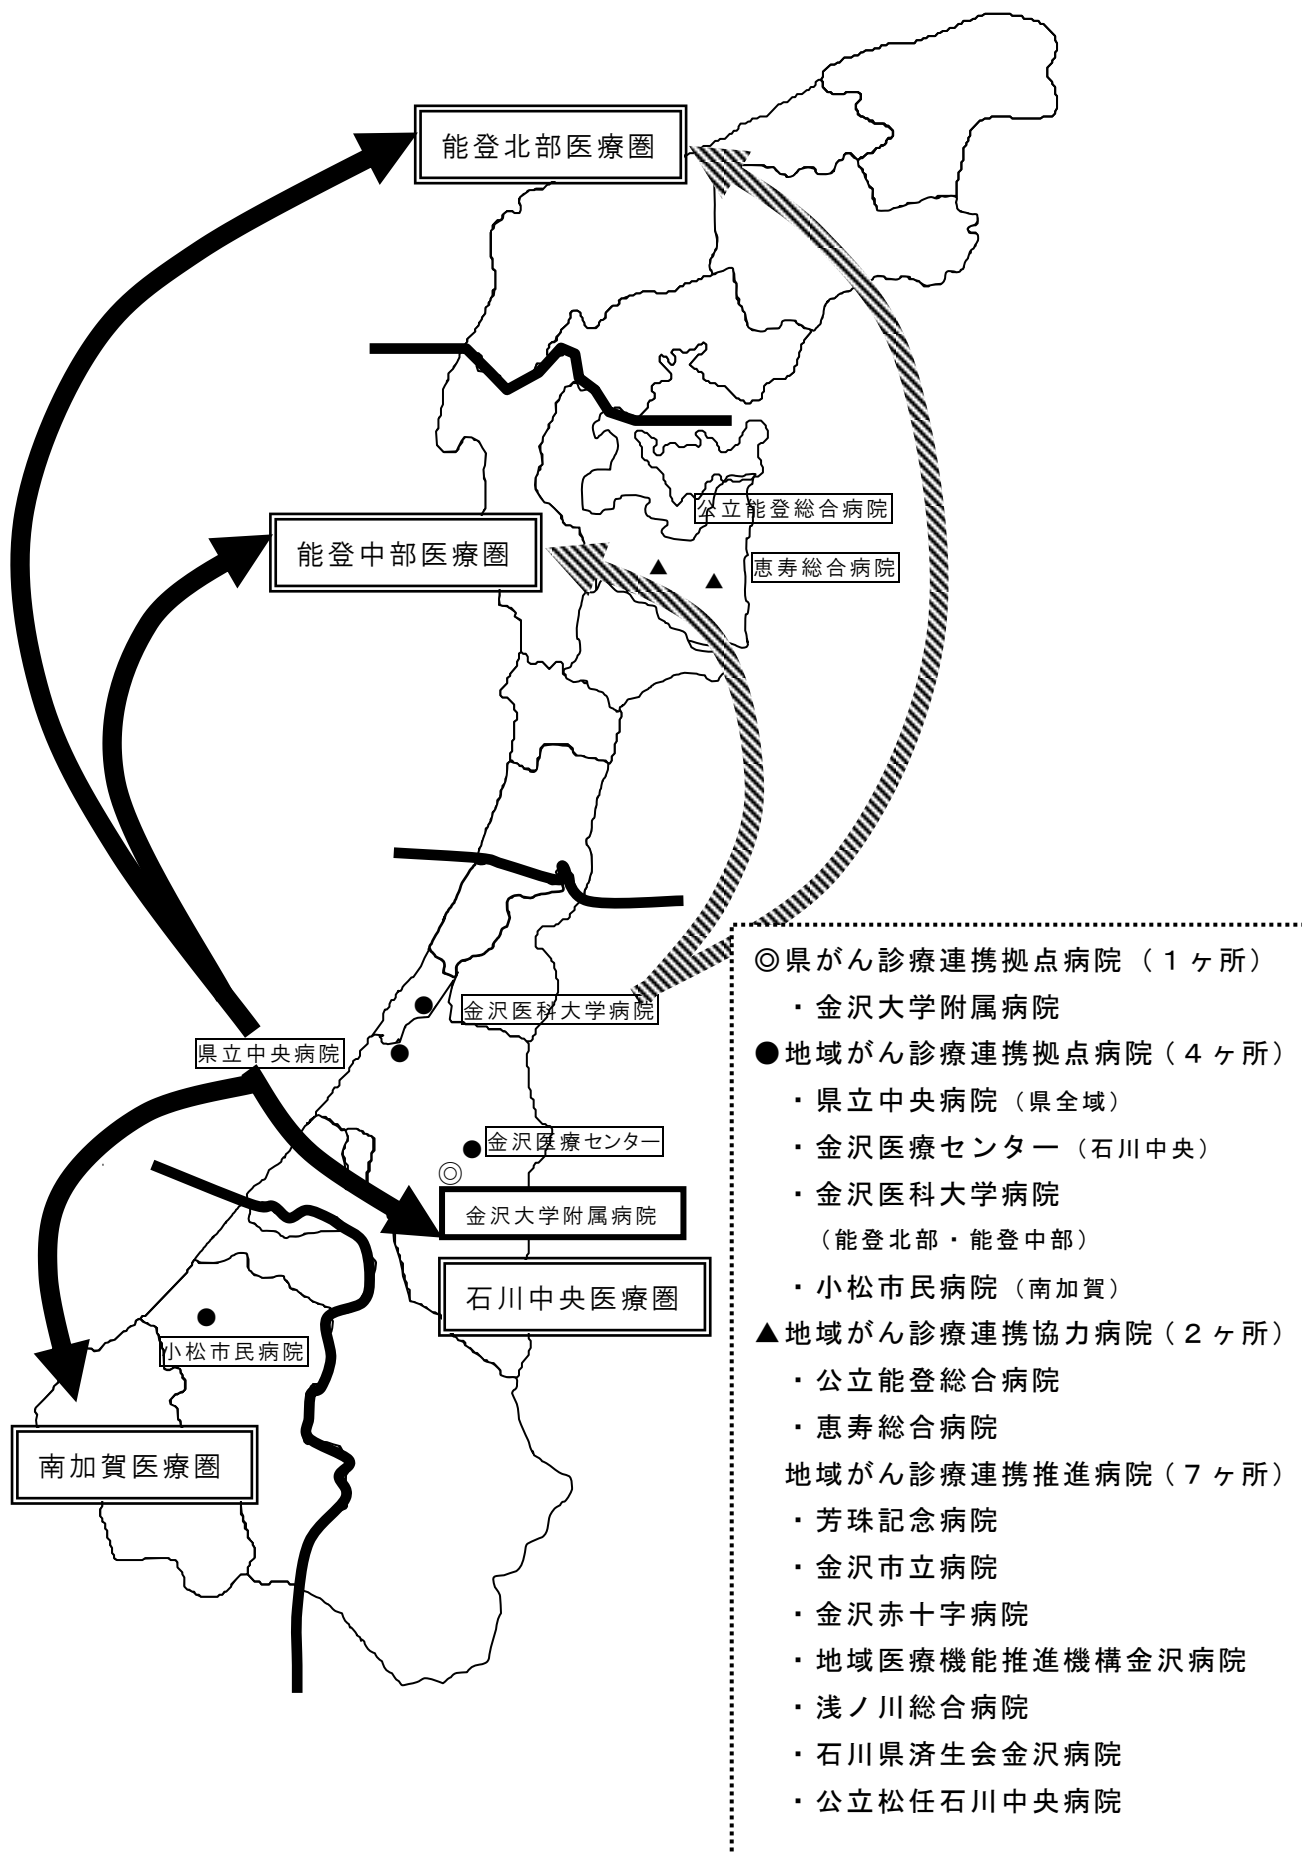 能登北部医療圏
公立能登総合病院
能登中部医療圏
恵寿総合病院
金沢医科大学病院
県立中央病院
金沢医療センター
◎
金沢大学附属病院
石川中央医療圏
小松市民病院
南加賀医療圏
◎県がん診療連携拠点病院（１ヶ所）
・金沢大学附属病院
●地域がん診療連携拠点病院（４ヶ所）
・県立中央病院（県全域）
・金沢医療センター（石川中央）
・金沢医科大学病院
（能登北部・能登中部）
・小松市民病院（南加賀）
▲地域がん診療連携協力病院（２ヶ所）
・公立能登総合病院
・恵寿総合病院
地域がん診療連携推進病院（７ヶ所）
・芳珠記念病院
・金沢市立病院
・金沢赤十字病院
・地域医療機能推進機構金沢病院
・浅ノ川総合病院
・石川県済生会金沢病院
・公立松任石川中央病院